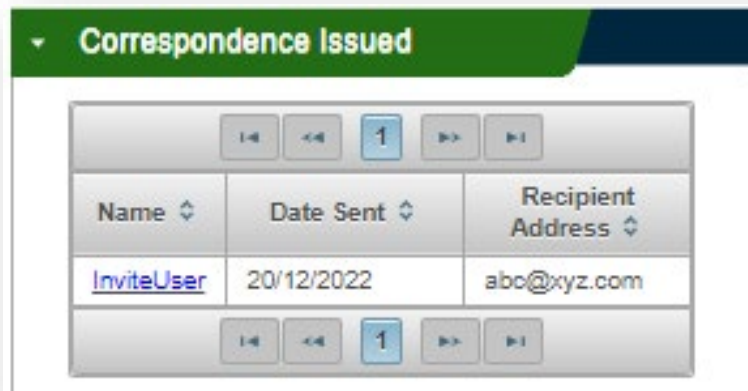 Correspondence Issued
1
Name Date Sent Recipient
Address
InviteUser 20/12/2022 abc@xyz.com
1